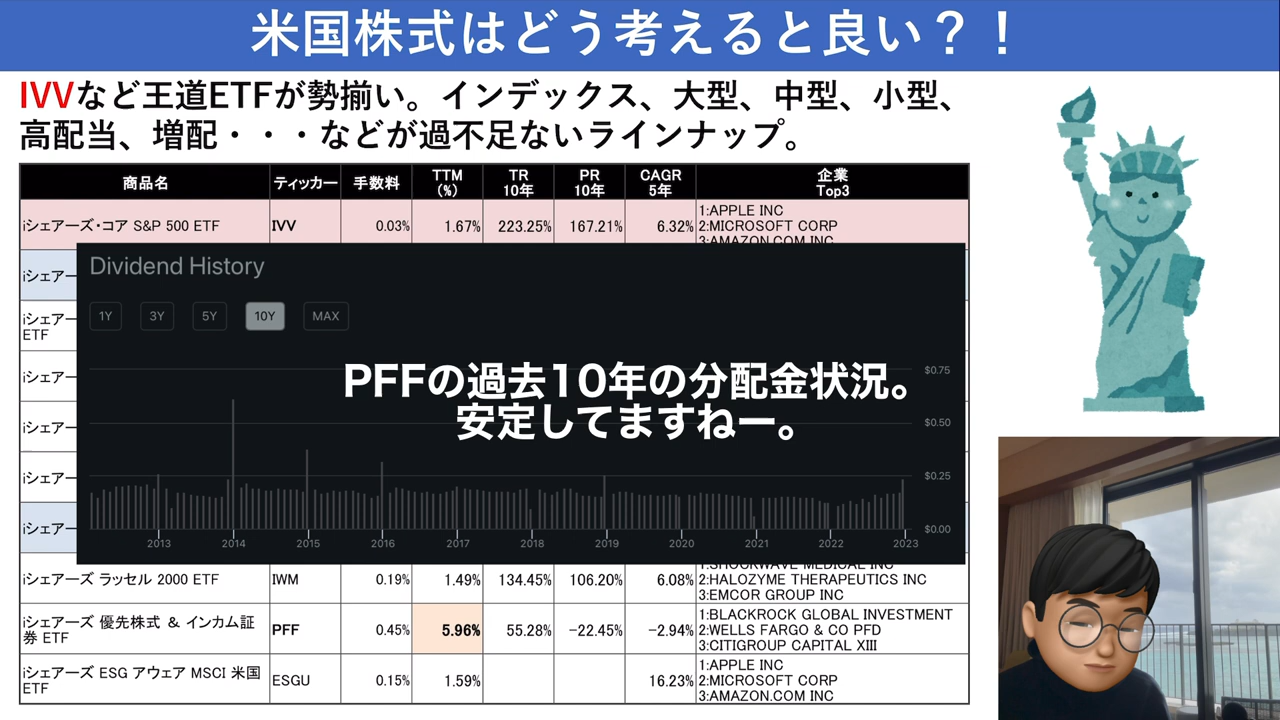 米国株式はどう考えると良い？！
IVVなど王道ETFが勢揃い。インデックス、大型、中型、小型、
高配当、増配・・・などが過不足ないラインナップ。
商品名 ティッカー 手数料 TTM (%) TR 10年 PR 10年 CAGR 5年 企業 Top3
iシェアーズ・コア S&P 500 ETF IVV 0.03% 1.67% 223.25% 167.21% 6.32% 1:APPLE INC
2:MICROSOFT CORP
3:AMAZON.COM INC
iシェアー
iシェアー
ETF
iシェアー
iシェアー
iシェアー
iシェアー
Dividend History
1Y 3Y 5Y 10Y MAX
PFFの過去10年の分配金状況。
安定してますねー。
$0.75
$0.50
$0.25
$0.00
2013 2014 2015 2016 2017 2018 2019 2020 2021 2022 2023
1:SHOCKWAVE MEDICAL INC
iシェアーズ ラッセル 2000 ETF IWM 0.19% 1.49% 134.45% 106.20% 6.08% 2:HALOZYME THERAPEUTICS INC
3:EMCOR GROUP INC
iシェアーズ 優先株式 & インカム証券 ETF PFF 0.45% 5.96% 55.28% −22.45% −2.94% 1:BLACKROCK GLOBAL INVESTMENT
2:WELLS FARGO & CO PFD
3:CITIGROUP CAPITAL XIII
iシェアーズ ESG アウェア MSCI 米国 ETF ESGU 0.15% 1.59% 16.23% 1:APPLE INC
2:MICROSOFT CORP
3:AMAZON.COM INC